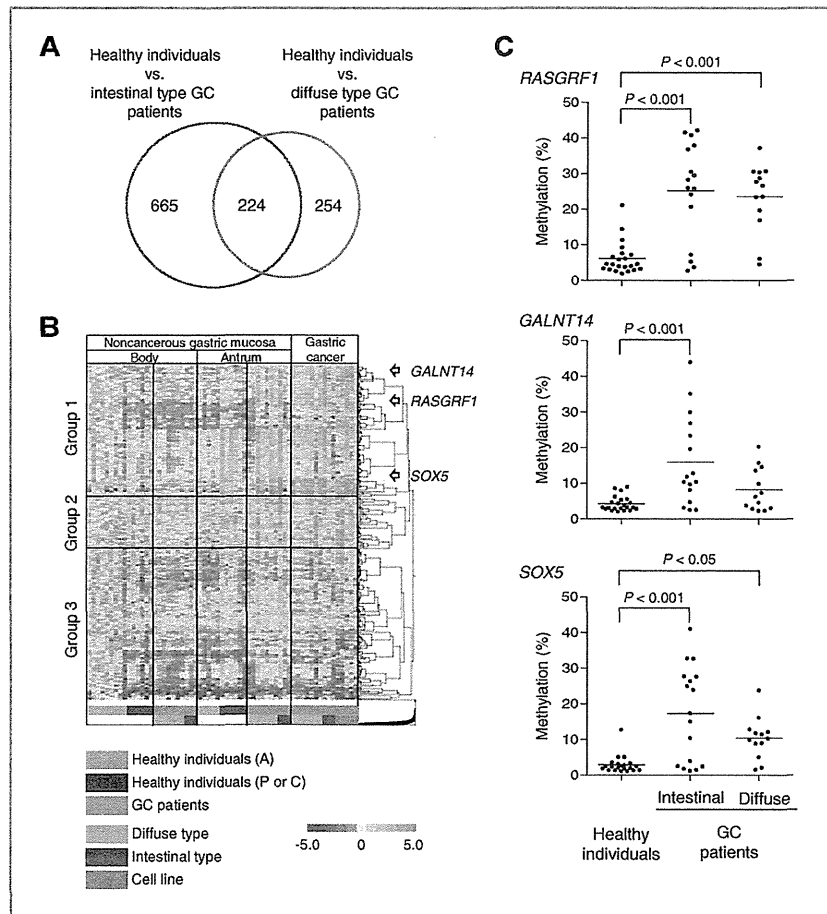 A
Healthy individuals
vs.
intestinal type GC
patients
Healthy individuals
vs.
diffuse type GC
patients
665
224
254
B
Noncancerous gastric mucosa
Gastric
cancer
Body
Antrum
Group 1
Group 2
Group 3
GALNT14
RASGRF1
SOX5
Healthy individuals (A)
Healthy individuals (P or C)
GC patients
Diffuse type
Intestinal type
Cell line
-5.0
0
5.0
C
RASGRF1
P < 0.001
P < 0.001
Methylation (%)
50
40
30
20
10
0
GALNT14
P < 0.001
Methylation (%)
50
40
30
20
10
0
SOX5
P < 0.05
P < 0.001
Methylation (%)
50
40
30
20
10
0
Intestinal
Diffuse
Healthy
individuals
GC
patients